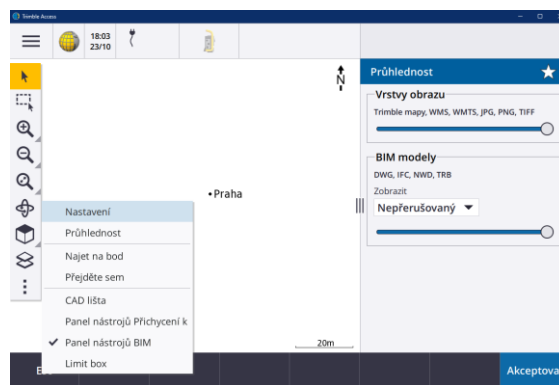 Trimble Access
18:03
23/10
N
Průhlednost
Vrstvy obrazu
Trimble mapy, WMS, WMTS, JPG, PNG, TIFF
BIM modely
DWG, IFC, NWD, TRB
Zobrazit
Nepřerušovaný
Praha
Nastavení
Průhlednost
Najet na bod
Přejděte sem
CAD lišta
Panel nástrojů Přichycení k
Panel nástrojů BIM
Limit box
20m
Akceptova